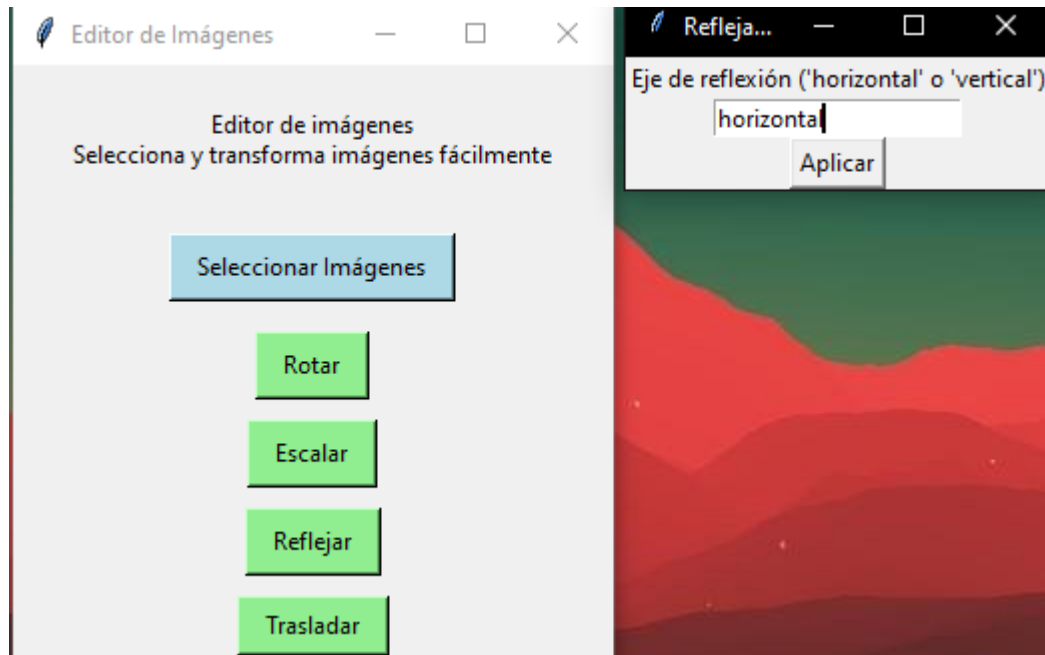 Editor de Imágenes
Editor de imágenes
Selecciona y transforma imágenes fácilmente
Seleccionar Imágenes
Rotar
Escalar
Reflejar
Trasladar
Refleja...
Eje de reflexión ('horizontal' o 'vertical')
horizontal
Aplicar